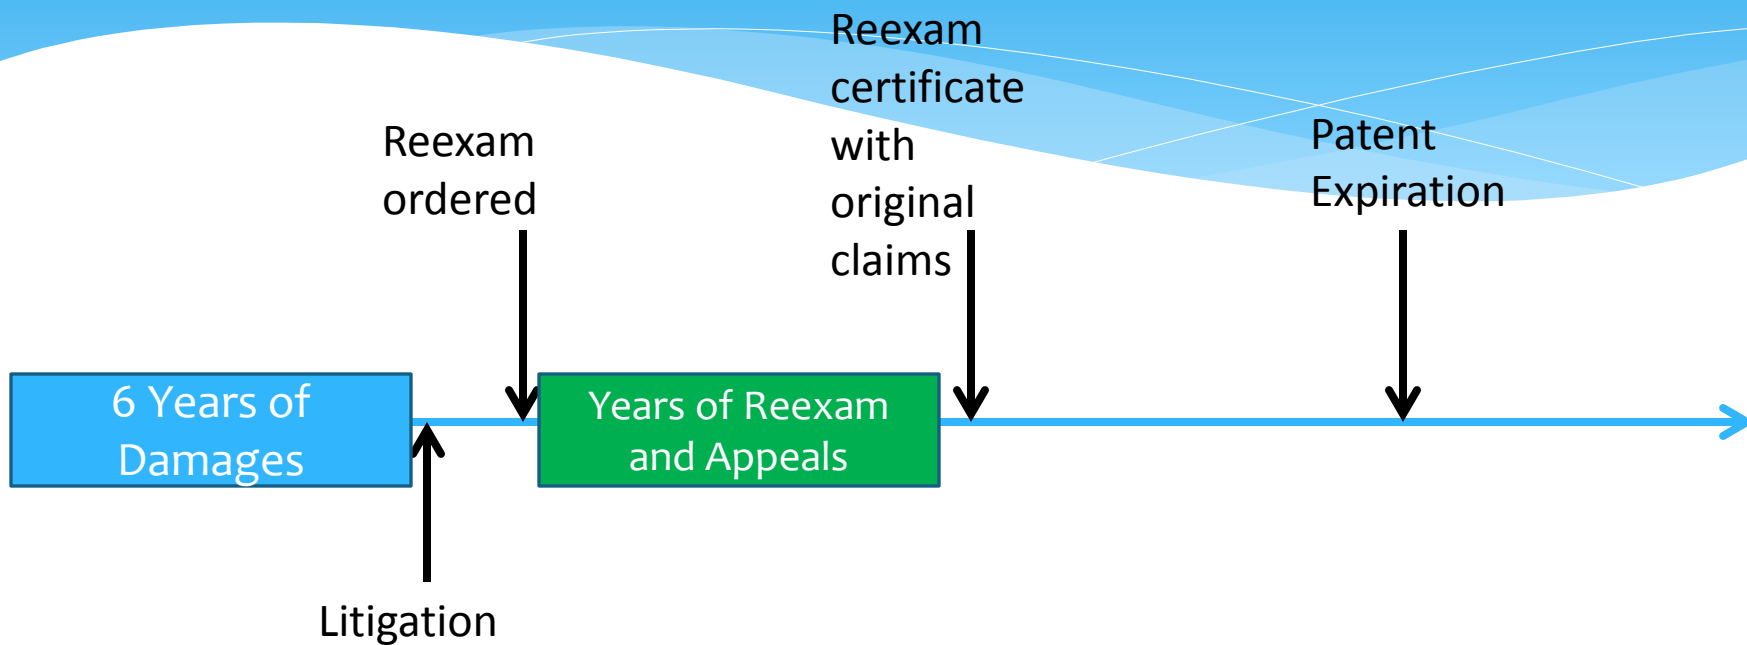 Reexam
ordered
Reexam
certificate
with
original
claims
Patent
Expiration
6 Years of
Damages
Years of Reexam
and Appeals
Litigation